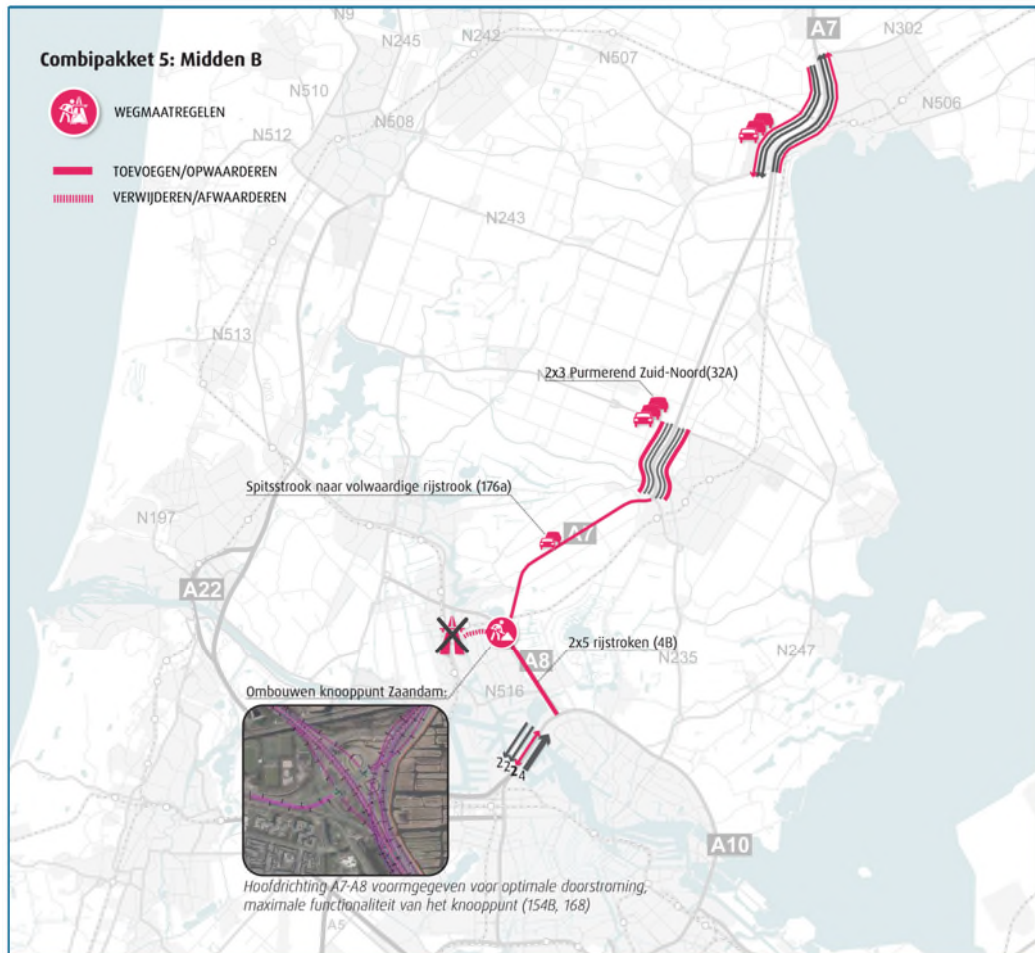 Combipakket 5: Midden B
WEGMAATREGELEN
TOEVOEGEN/OPWAARDEREN
VERWIJDEREN/AFWAARDEREN
N9
N245
N242
N507
A7
N302
N510
N508
N506
N512
N243
N513
2x3 Purmerend Zuid-Noord(32A)
Spitsstrook naar volwaardige rijstrook (176a)
N197
A7
A22
2x5 rijstroken (4B)
A8
N235
N247
N516
Ombouwen knooppunt Zaandam:
2
2
2
4
A10
Hoofdrichting A7-A8 voormgegeven voor optimale doorstroming,
maximale functionaliteit van het knooppunt (154B, 168)
A5